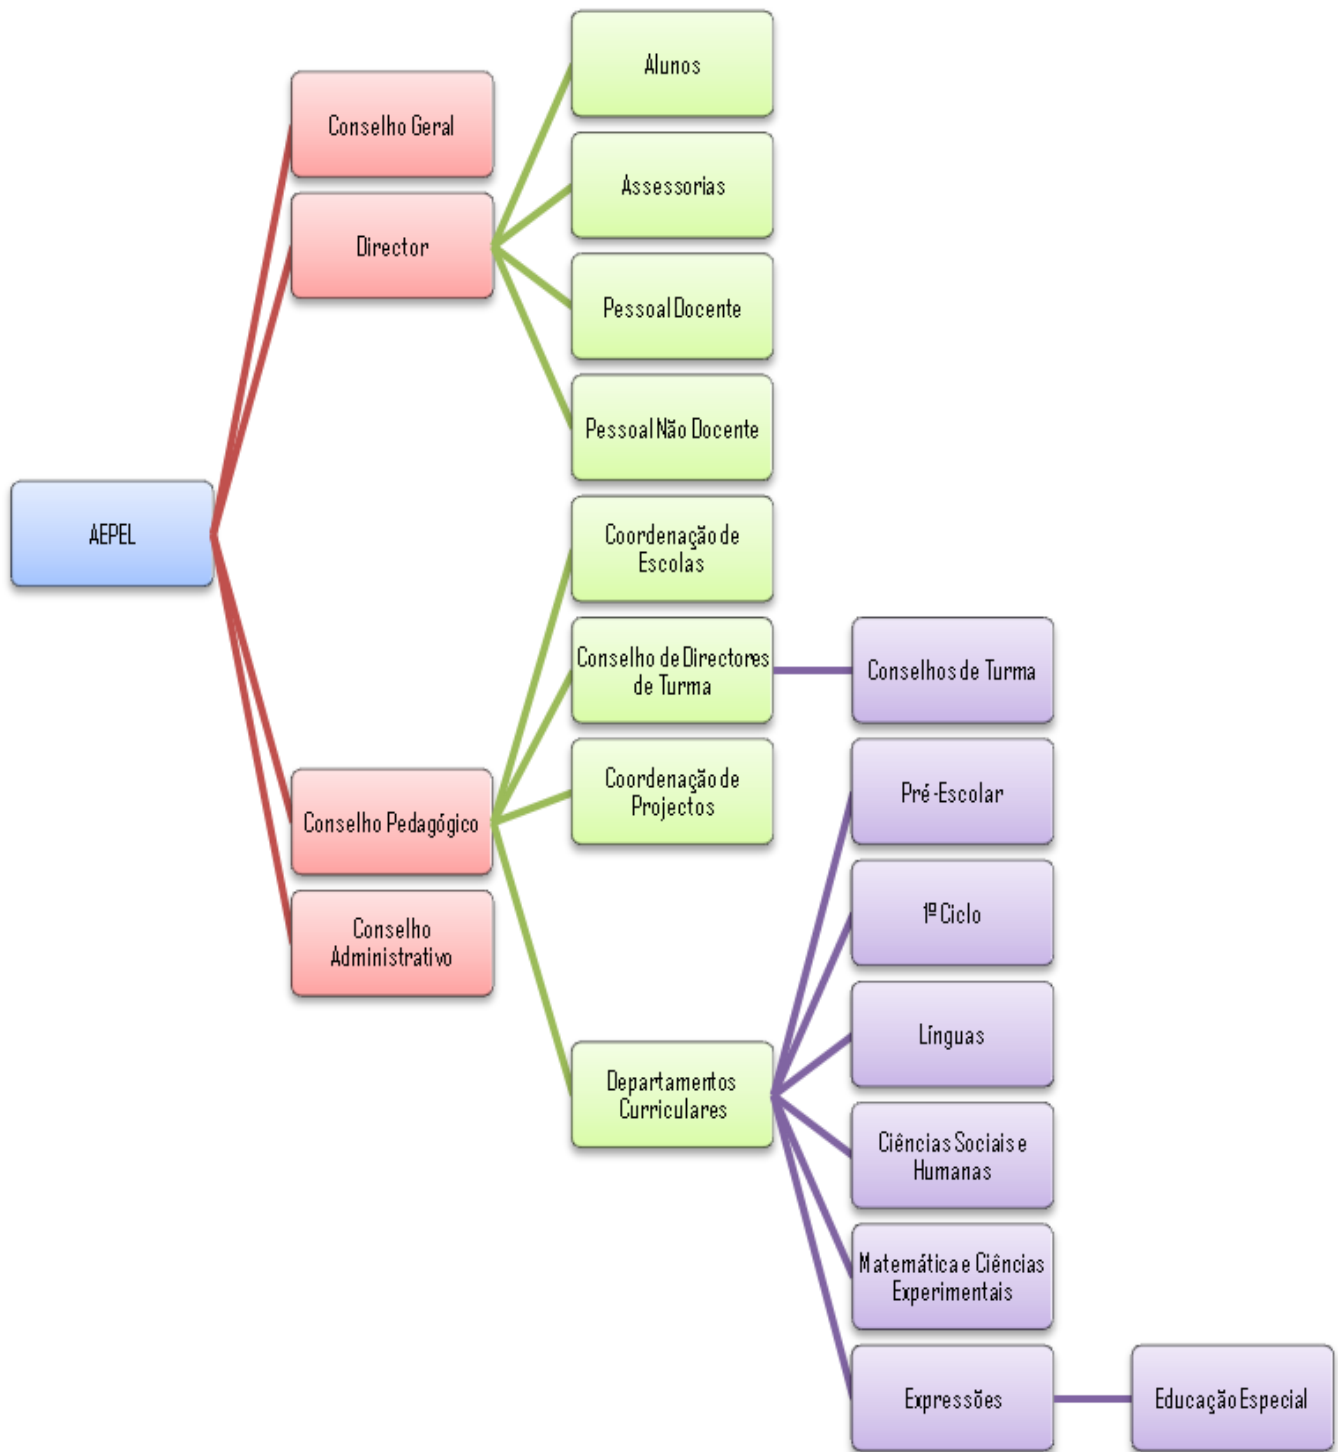 Alunos
Conselho Geral
Assessorias
Director
Pessoal Docente
Pessoal Não Docente
AEPEL
Coordenação de
Escolas
Conselho de Directores
de Turma
Conselhos de Turma
Coordenação de
Projectos
Pré-Escolar
Conselho Pedagógico
1º Ciclo
Conselho
Administrativo
Línguas
Departamentos
Curriculares
Ciências Sociais e
Humanas
Matemática e Ciências
Experimentais
Expressões
Educação Especial